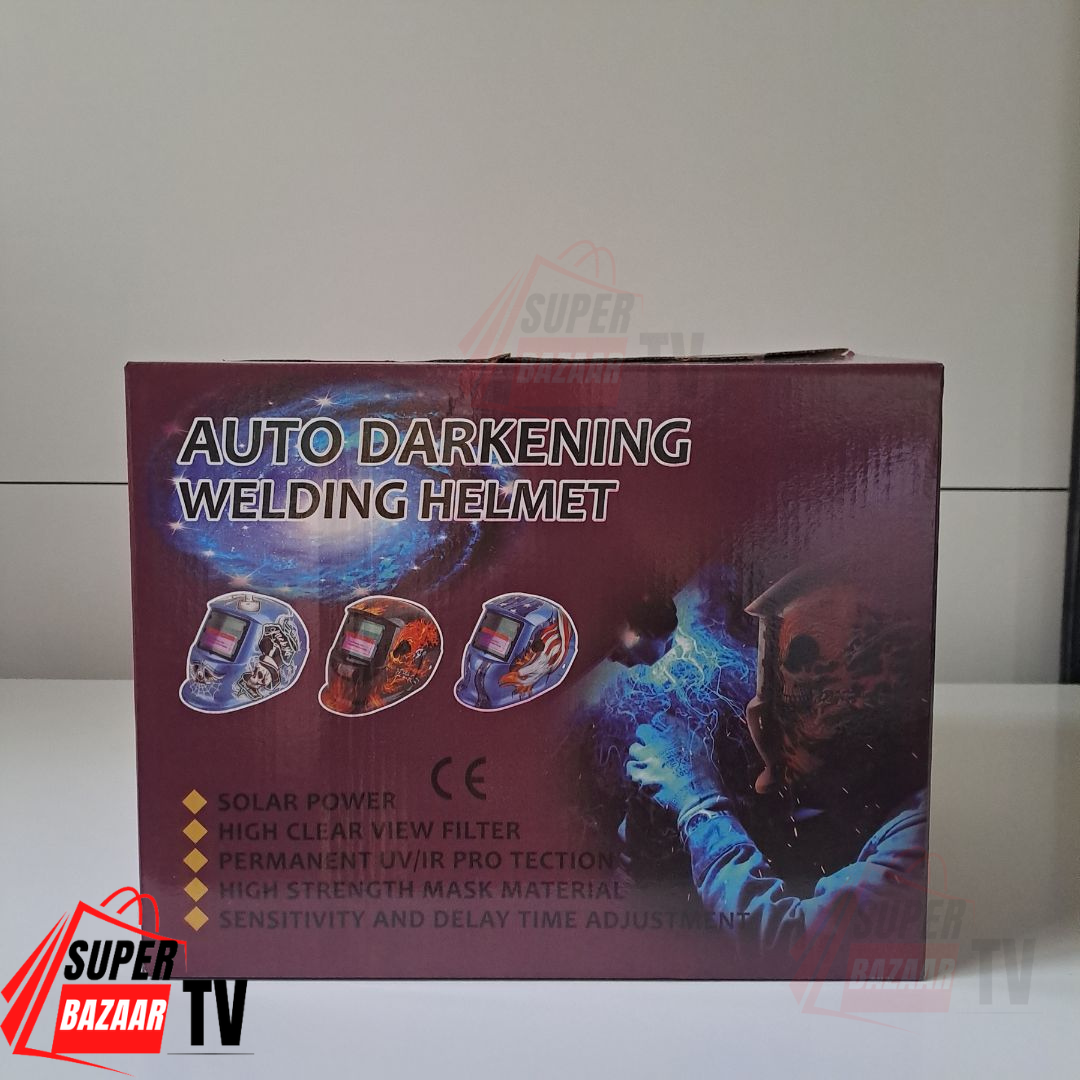 SUPER
BAZAAR TV
AUTO DARKENING
WELDING HELMET
CE
SOLAR POWER
HIGH CLEAR VIEW FILTER
PERMANENT UV/IR PRO TECTION
HIGH STRENGTH MASK MATERIAL
SENSITIVITY AND DELAY TIME ADJUSTMENT
SUPER
BAZAAR TV
SUPER
BAZAAR TV